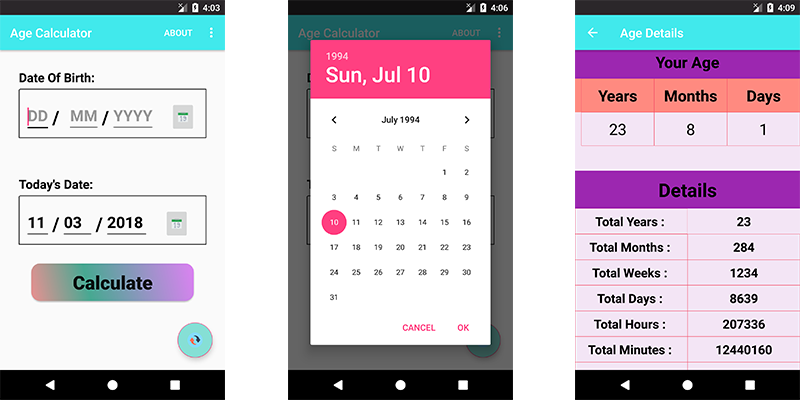 4:03
Age Calculator ABOUT
Date Of Birth:
DD / MM / YYYY
Today's Date:
11 / 03 / 2018
Calculate
4:06
Age Calculator ABOUT
1994
Sun, Jul 10
July 1994
S M T W T F S
1 2
3 4 5 6 7 8 9
10 11 12 13 14 15 16
17 18 19 20 21 22 23
24 25 26 27 28 29 30
31
CANCEL OK
4:09
Age Details
Your Age
Years Months Days
23 8 1
Details
Total Years : 23
Total Months : 284
Total Weeks : 1234
Total Days : 8639
Total Hours : 207336
Total Minutes : 12440160